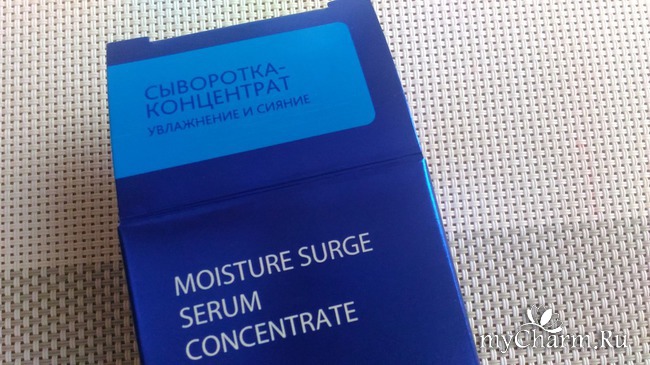 СЫВОРОТКА-
КОНЦЕНТРАТ
УВЛАЖНЕНИЕ И СИЯНИЕ
MOISTURE SURGE
SERUM
CONCENTRATE
myCharm.Ru